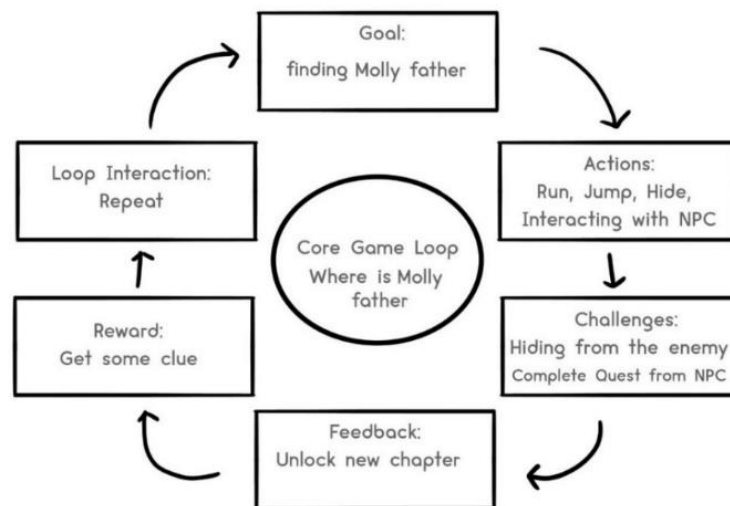 Goal:
finding Molly father
Actions:
Run, Jump, Hide,
Interacting with NPC
Challenges:
Hiding from the enemy
Complete Quest from NPC
Feedback:
Unlock new chapter
Reward:
Get some clue
Loop Interaction:
Repeat
Core Game Loop
Where is Molly
father